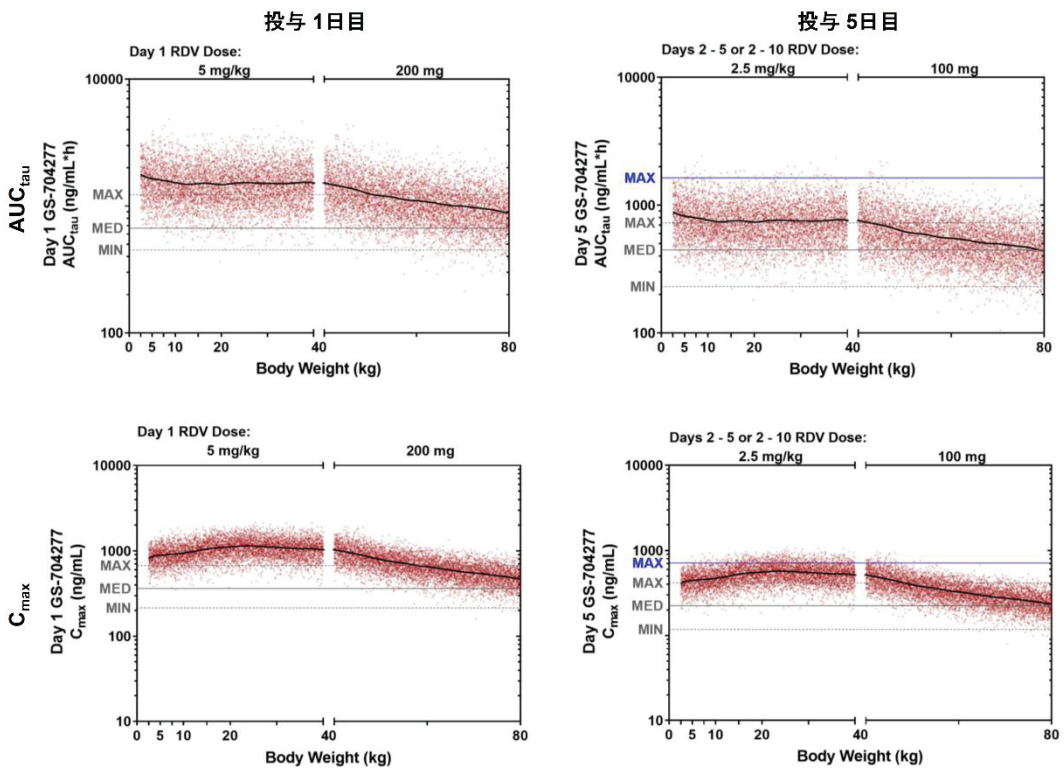 投与 1日目
Day 1 RDV Dose:
5 mg/kg
200 mg
AUCtau
Day 1 GS-704277
AUCtau (ng/mL*h)
10000
MAX
MED
MIN
100
0 5 10 20 40 80
Body Weight (kg)
投与 5日目
Days 2 - 5 or 2 - 10 RDV Dose:
2.5 mg/kg
100 mg
Day 5 GS-704277
AUCtau (ng/mL*h)
10000
MAX
1000
MAX
MED
MIN
100
0 5 10 20 40 80
Body Weight (kg)
Day 1 RDV Dose:
5 mg/kg
200 mg
Cmax
Day 1 GS-704277
Cmax (ng/mL)
10000
1000
MAX
MED
MIN
100
10
0 5 10 20 40 80
Body Weight (kg)
Days 2 - 5 or 2 - 10 RDV Dose:
2.5 mg/kg
100 mg
Day 5 GS-704277
Cmax (ng/mL)
10000
1000
MAX
MAX
MED
MIN
100
10
0 5 10 20 40 80
Body Weight (kg)